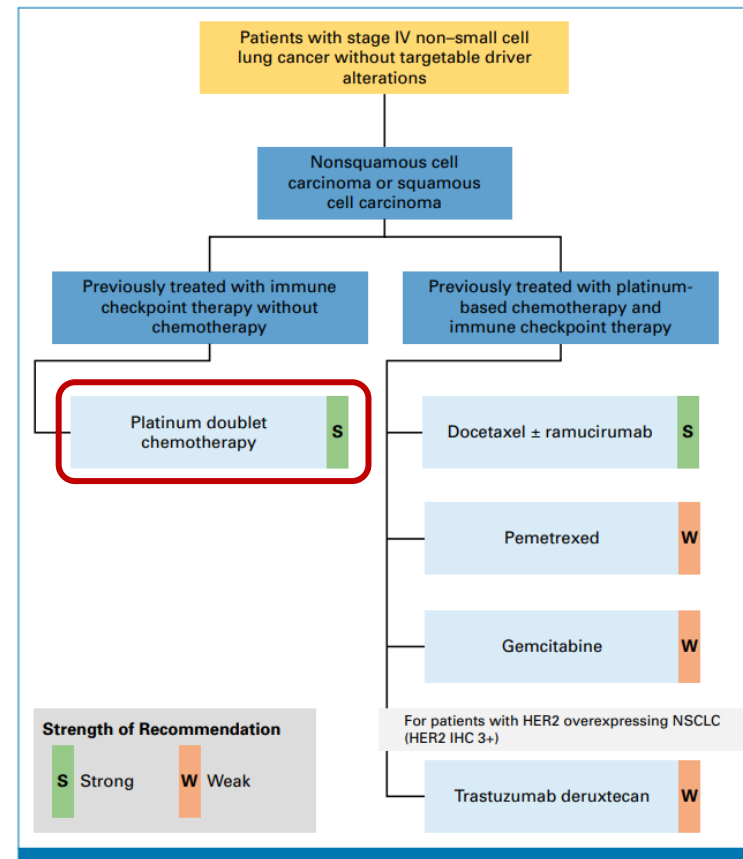 Patients with stage IV non–small cell
lung cancer without targetable driver
alterations
Nonsquamous cell
carcinoma or squamous
cell carcinoma
Previously treated with immune
checkpoint therapy without
chemotherapy
Previously treated with platinum-
based chemotherapy and
immune checkpoint therapy
Platinum doublet
chemotherapy
S
Docetaxel ± ramucirumab
S
Pemetrexed
W
Gemcitabine
W
For patients with HER2 overexpressing NSCLC
(HER2 IHC 3+)
Trastuzumab deruxtecan
W
Strength of Recommendation
S Strong
W Weak